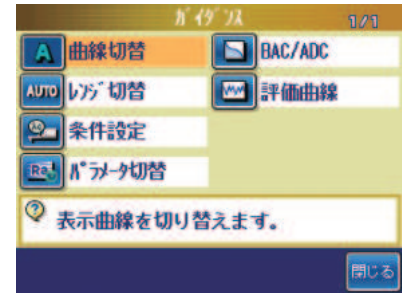 ｶﾞｲﾀﾞﾝｽ 1/1
A 曲線切替
BAC/ADC
AUTO ﾚﾝｼﾞ切替
評価曲線
条件設定
Ra ﾊﾟﾗﾒｰﾀ切替
表示曲線を切り替えます。
閉じる